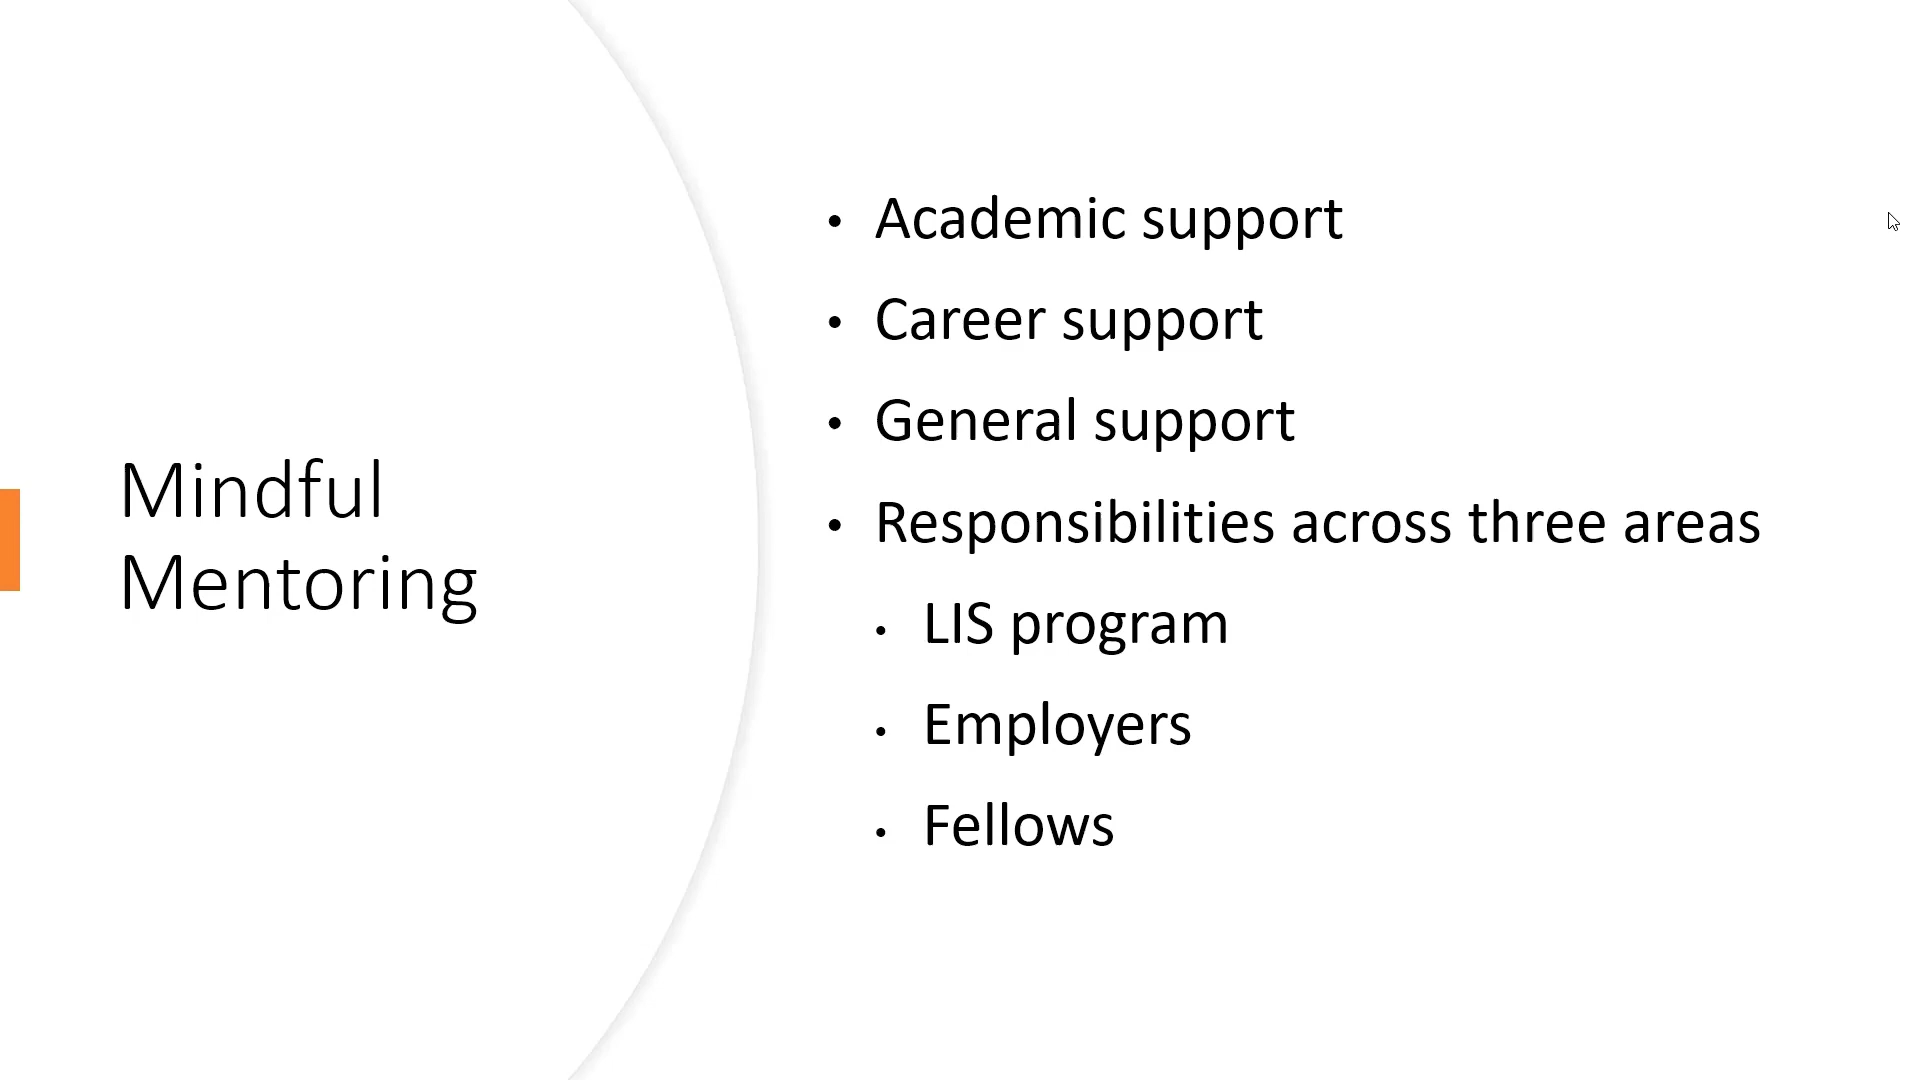 Mindful
Mentoring
• Academic support
• Career support
• General support
• Responsibilities across three areas
• LIS program
• Employers
• Fellows